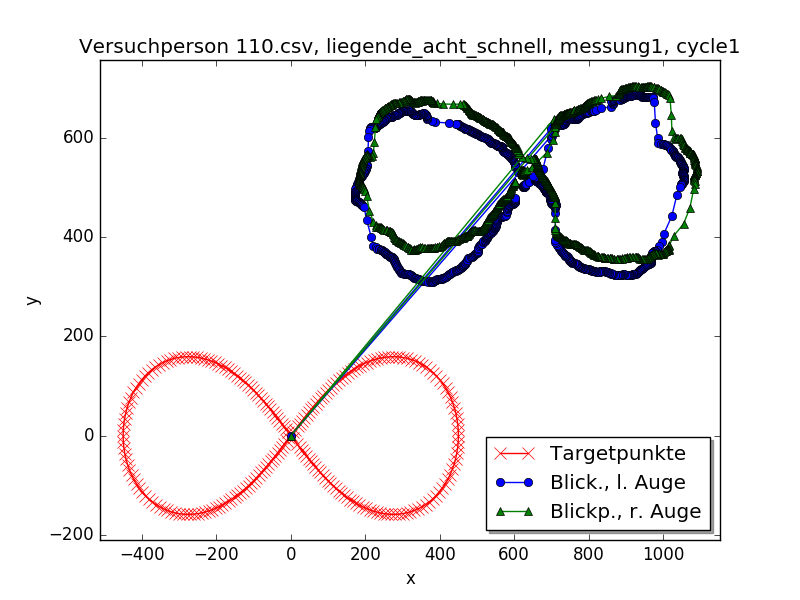 Versuchperson 110.csv, liegende_acht_schnell, messung1, cycle1
y
600
400
200
0
−200
Targetpunkte
Blick., l. Auge
Blickp., r. Auge
−400 −200 0 200 400 600 800 1000
x